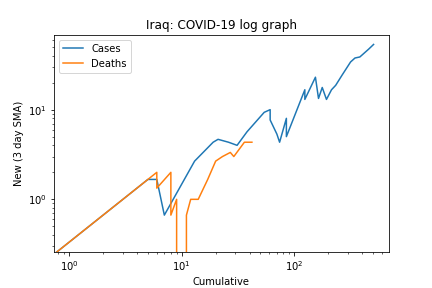 Iraq: COVID-19 log graph
Cases
Deaths
New (3 day SMA)
10¹
10⁰
10⁰ 10¹ 10²
Cumulative